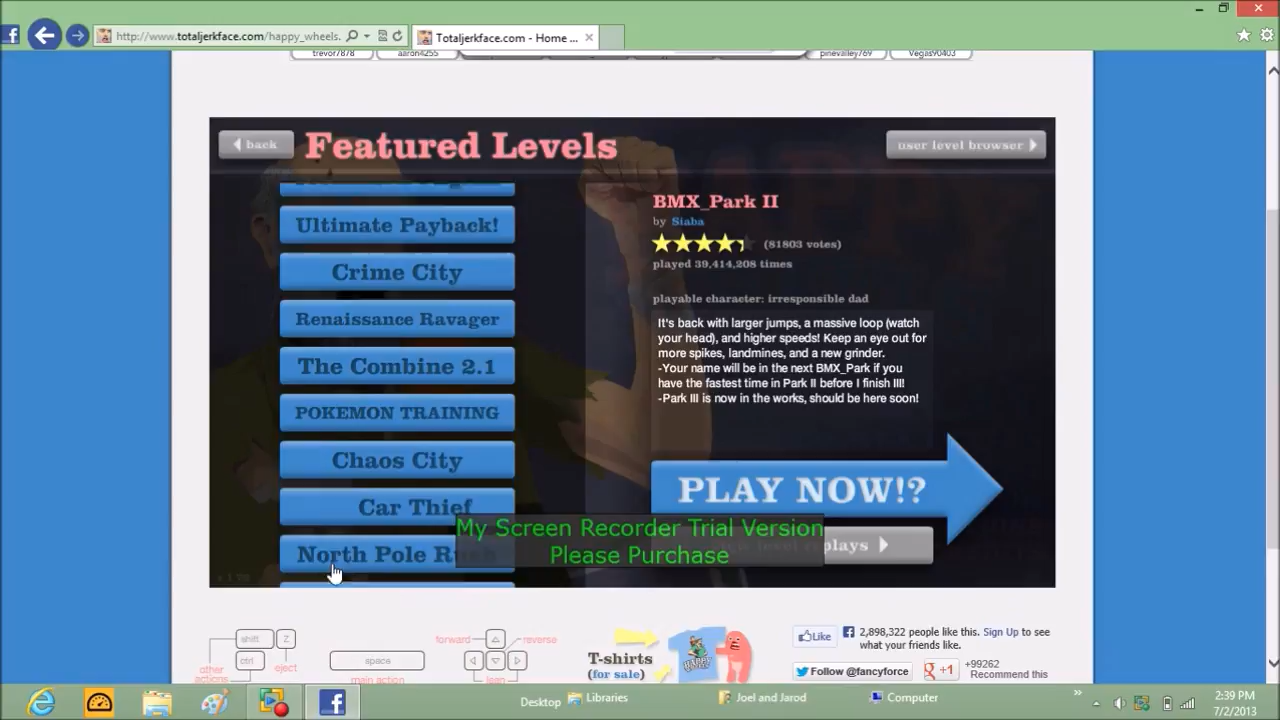 http://www.totaljerkface.com/happy_wheels.
Totaljerkface.com - Home ...
trevor7878
aaron4255
pinevalley769
Vegas90403
back
Featured Levels
user level browser
Ultimate Payback!
Crime City
Renaissance Ravager
The Combine 2.1
POKEMON TRAINING
Chaos City
Car Thief
North Pole
BMX_Park II
by Siaba
(81803 votes)
played 39,414,208 times
playable character: irresponsible dad
It's back with larger jumps, a massive loop (watch
your head), and higher speeds! Keep an eye out for
more spikes, landmines, and a new grinder.
-Your name will be in the next BMX_Park if you
have the fastest time in Park II before I finish III!
-Park III is now in the works, should be here soon!
PLAY NOW!?
replays
My Screen Recorder Trial Version
Please Purchase
shift
Z
ctrl
eject
other
actions
space
main action
forward
reverse
lean
T-shirts
(for sale)
Like
2,898,322 people like this. Sign Up to see
what your friends like.
Follow @fancyforce
+1
+99262
Recommend this
Desktop
Libraries
Joel and Jarod
Computer
2:39 PM
7/2/2013